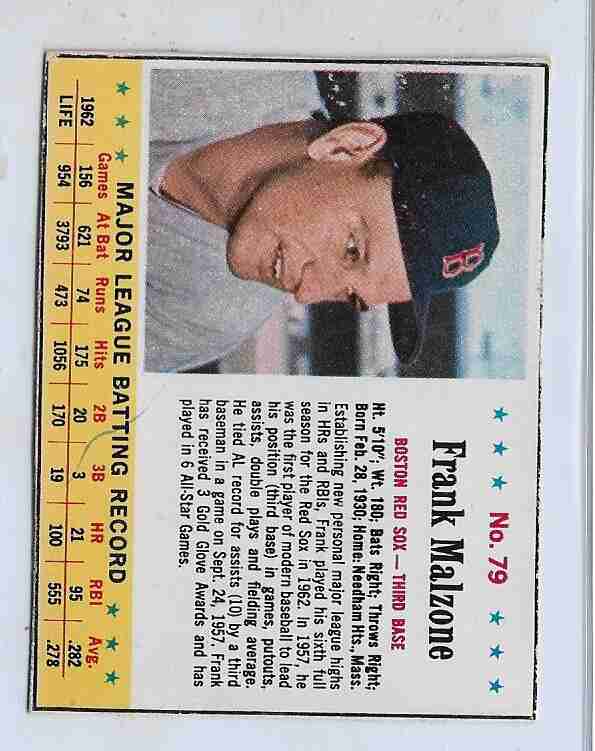 ★ ★ ★ No. 79 ★ ★ ★
Frank Malzone
BOSTON RED SOX — THIRD BASE
Ht. 5'10"; Wt. 180; Bats Right; Throws Right;
Born Feb. 28, 1930; Home: Needham Hts., Mass.
Establishing new personal major league highs
in HRs and RBIs, Frank played his sixth full
season for the Red Sox in 1962. In 1957, he
was the first player of modern baseball to lead
his position (third base) in games, putouts,
assists, double plays and fielding average.
He tied AL record for assists (10) by a third
baseman in a game on Sept. 24, 1957. Frank
has received 3 Gold Glove Awards and has
played in 6 All-Star Games.
B
★ ★ ★ MAJOR LEAGUE BATTING RECORD ★ ★ ★
Games At Bat Runs Hits 2B 3B HR RBI Avg.
1962 156 621 74 175 20 3 21 95 .282
LIFE 954 3793 473 1056 170 19 100 555 .278